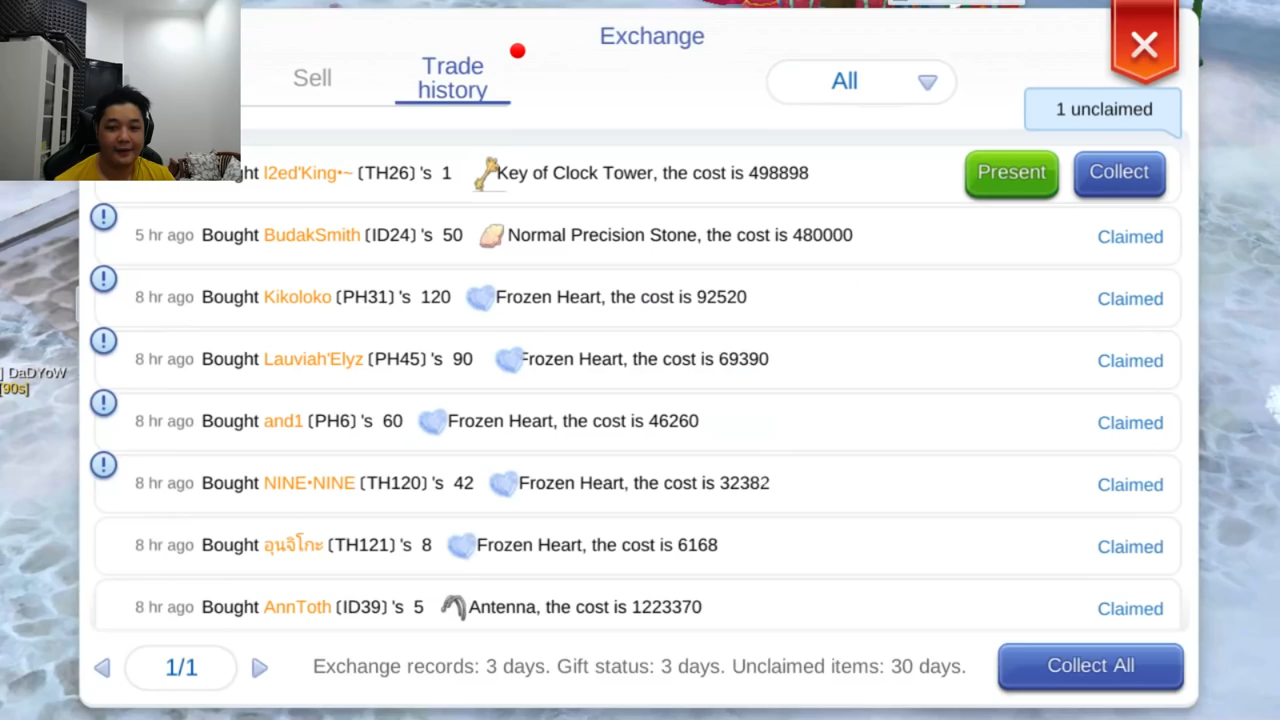 Exchange
Sell
Trade history
All
1 unclaimed
ght l2ed'King•~ (TH26) 's 1 Key of Clock Tower, the cost is 498898 Present Collect
5 hr ago Bought BudakSmith (ID24) 's 50 Normal Precision Stone, the cost is 480000 Claimed
8 hr ago Bought Kikoloko (PH31) 's 120 Frozen Heart, the cost is 92520 Claimed
8 hr ago Bought Lauviah'Elyz (PH45) 's 90 Frozen Heart, the cost is 69390 Claimed
] DaDYoW
[90s]
8 hr ago Bought and1 (PH6) 's 60 Frozen Heart, the cost is 46260 Claimed
8 hr ago Bought NINE•NINE (TH120) 's 42 Frozen Heart, the cost is 32382 Claimed
8 hr ago Bought อุนจิโกะ (TH121) 's 8 Frozen Heart, the cost is 6168 Claimed
8 hr ago Bought AnnToth (ID39) 's 5 Antenna, the cost is 1223370 Claimed
1/1
Exchange records: 3 days. Gift status: 3 days. Unclaimed items: 30 days.
Collect All